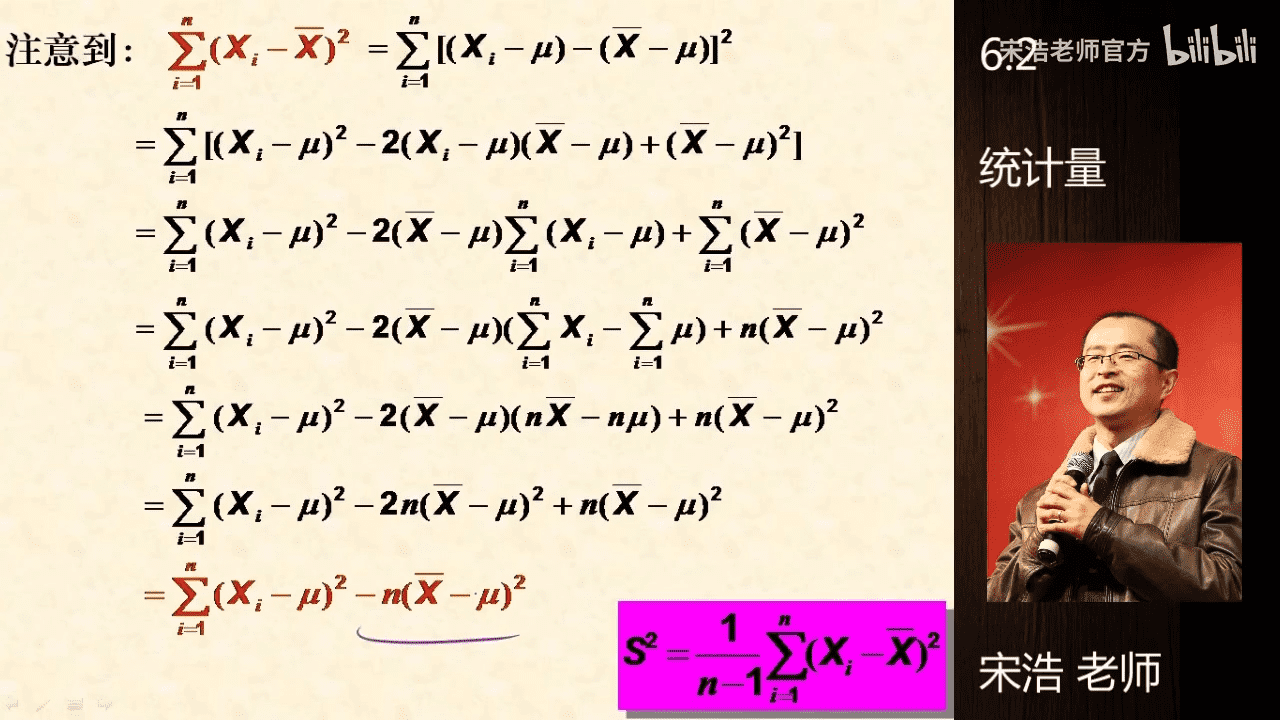 注意到： $\sum_{i=1}^{n}(X_i-\overline{X})^2=\sum_{i=1}^{n}[(X_i-\mu)-(\overline{X}-\mu)]^2$
$=\sum_{i=1}^{n}[(X_i-\mu)^2-2(X_i-\mu)(\overline{X}-\mu)+(\overline{X}-\mu)^2]$
$=\sum_{i=1}^{n}(X_i-\mu)^2-2(\overline{X}-\mu)\sum_{i=1}^{n}(X_i-\mu)+\sum_{i=1}^{n}(\overline{X}-\mu)^2$
$=\sum_{i=1}^{n}(X_i-\mu)^2-2(\overline{X}-\mu)(\sum_{i=1}^{n}X_i-\sum_{i=1}^{n}\mu)+n(\overline{X}-\mu)^2$
$=\sum_{i=1}^{n}(X_i-\mu)^2-2(\overline{X}-\mu)(n\overline{X}-n\mu)+n(\overline{X}-\mu)^2$
$=\sum_{i=1}^{n}(X_i-\mu)^2-2n(\overline{X}-\mu)^2+n(\overline{X}-\mu)^2$
$=\sum_{i=1}^{n}(X_i-\mu)^2-n(\overline{X}-\mu)^2$
$S^2=\frac{1}{n-1}\sum_{i=1}^{n}(X_i-\overline{X})^2$
6.2
宋浩老师官方 bilibili
统计量
宋浩 老师